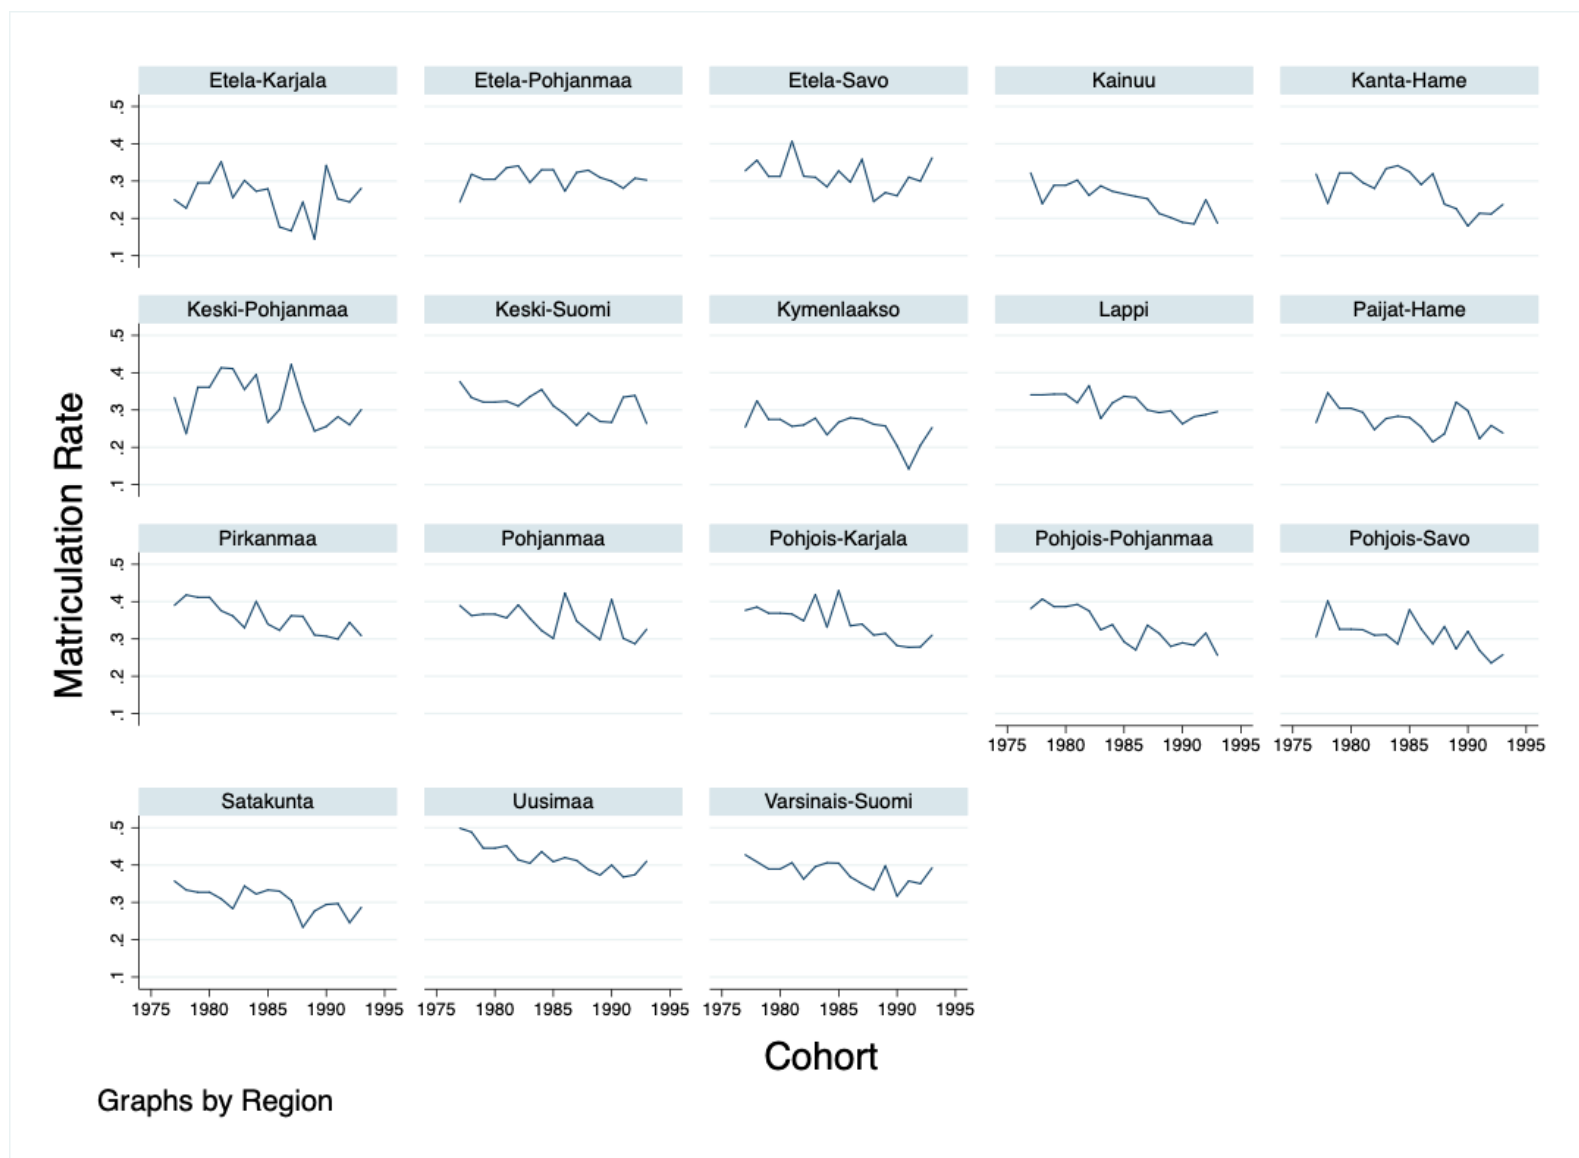 Etela-Karjala Etela-Pohjanmaa Etela-Savo Kainuu Kanta-Hame
.5
.4
.3
.2
.1
Keski-Pohjanmaa Keski-Suomi Kymenlaakso Lappi Paijat-Hame
.5
.4
.3
.2
.1
Matriculation Rate
Pirkanmaa Pohjanmaa Pohjois-Karjala Pohjois-Pohjanmaa Pohjois-Savo
.5
.4
.3
.2
.1
1975 1980 1985 1990 1995 1975 1980 1985 1990 1995
Satakunta Uusimaa Varsinais-Suomi
.5
.4
.3
.2
.1
1975 1980 1985 1990 1995 1975 1980 1985 1990 1995 1975 1980 1985 1990 1995
Cohort
Graphs by Region